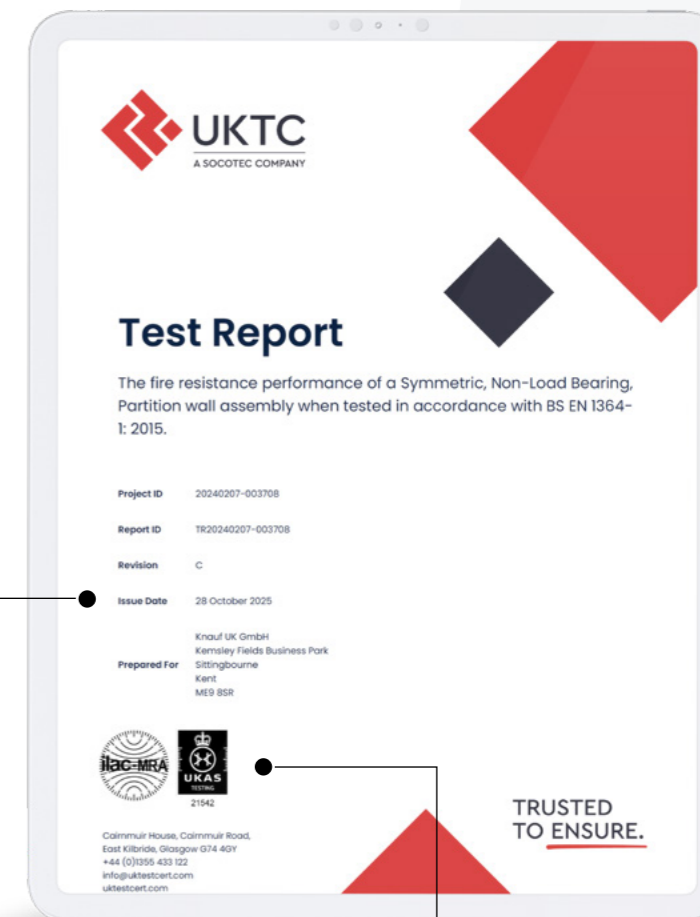 UKTC
A SOCOTEC COMPANY
Test Report
The fire resistance performance of a Symmetric, Non-Load Bearing,
Partition wall assembly when tested in accordance with BS EN 1364-
1: 2015.
Project ID 20240207-003708
Report ID TR20240207-003708
Revision C
Issue Date 28 October 2025
Prepared For Knauf UK GmbH
Kemsley Fields Business Park
Sittingbourne
Kent
ME9 8SR
ilac-MRA
UKAS
TESTING
21542
TRUSTED
TO ENSURE.
Cairnmuir House, Cairnmuir Road,
East Kilbride, Glasgow G74 4GY
+44 (0)1355 433 122
info@uktestcert.com
uktestcert.com